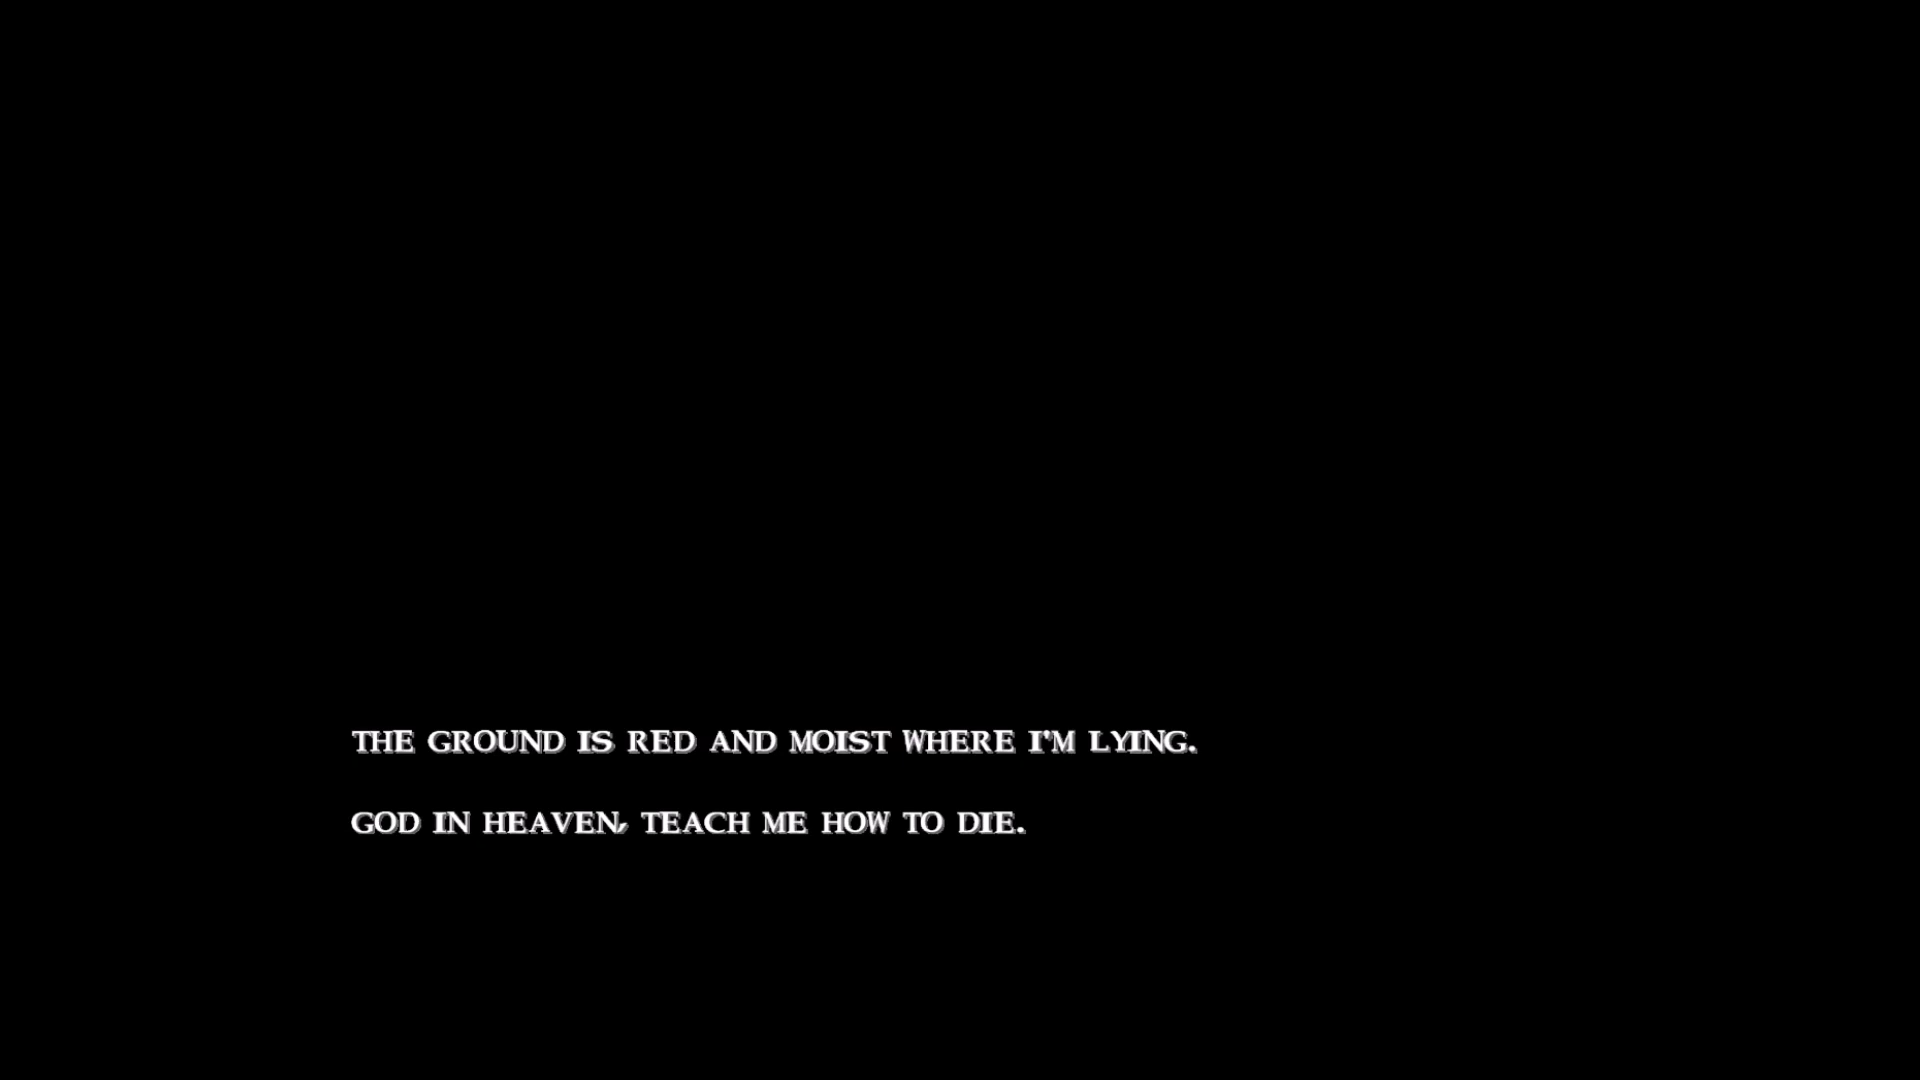 THE GROUND IS RED AND MOIST WHERE I'M LYING.
GOD IN HEAVEN, TEACH ME HOW TO DIE.